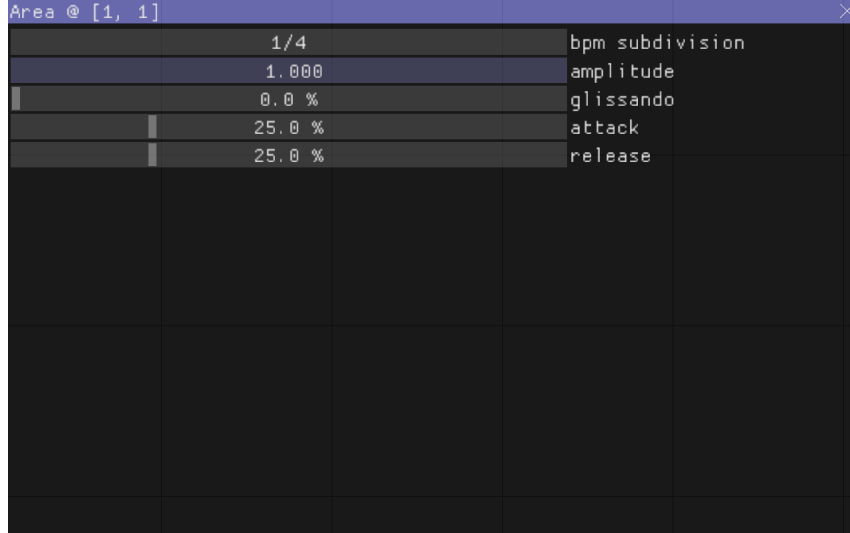 Area @ [1, 1]
1/4 bpm subdivision
1.000 amplitude
0.0 % glissando
25.0 % attack
25.0 % release